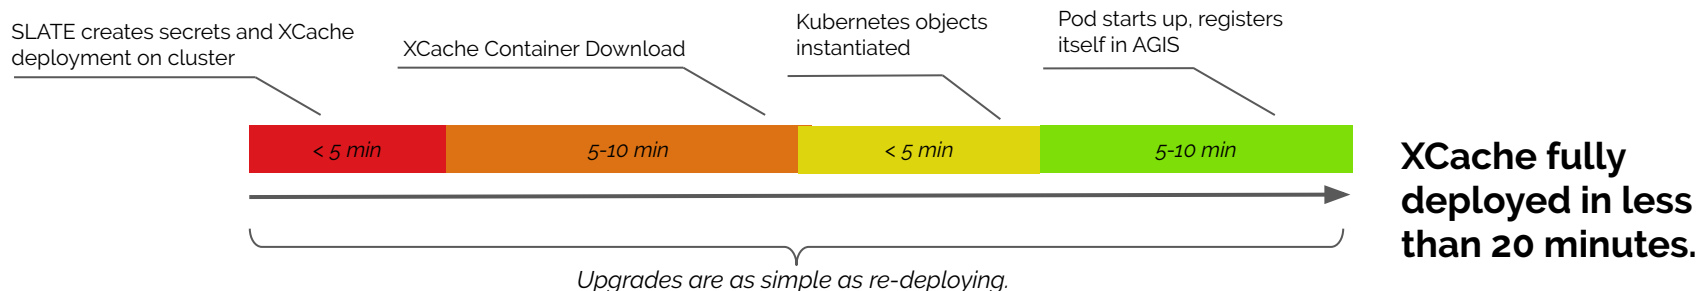 SLATE creates secrets and XCache
deployment on cluster
XCache Container Download
Kubernetes objects
instantiated
Pod starts up, registers
itself in AGIS
< 5 min
5-10 min
< 5 min
5-10 min
XCache fully
deployed in less
than 20 minutes.
Upgrades are as simple as re-deploying.